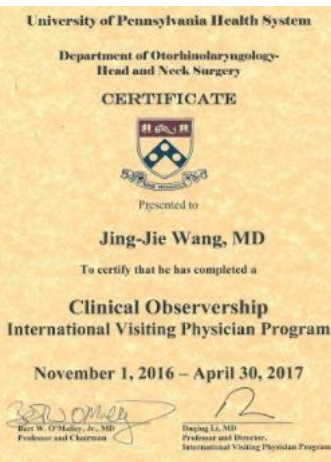 University of Pennsylvania Health System
Department of Otorhinolaryngology-
Head and Neck Surgery
CERTIFICATE
Presented to
Jing-Jie Wang, MD
To certify that he has completed a
Clinical Observership
International Visiting Physician Program
November 1, 2016 – April 30, 2017
Bert W. O'Malley, Jr., MD
Professor and Chairman
Daqing Li, MD
Professor and Director,
International Visiting Physician Program